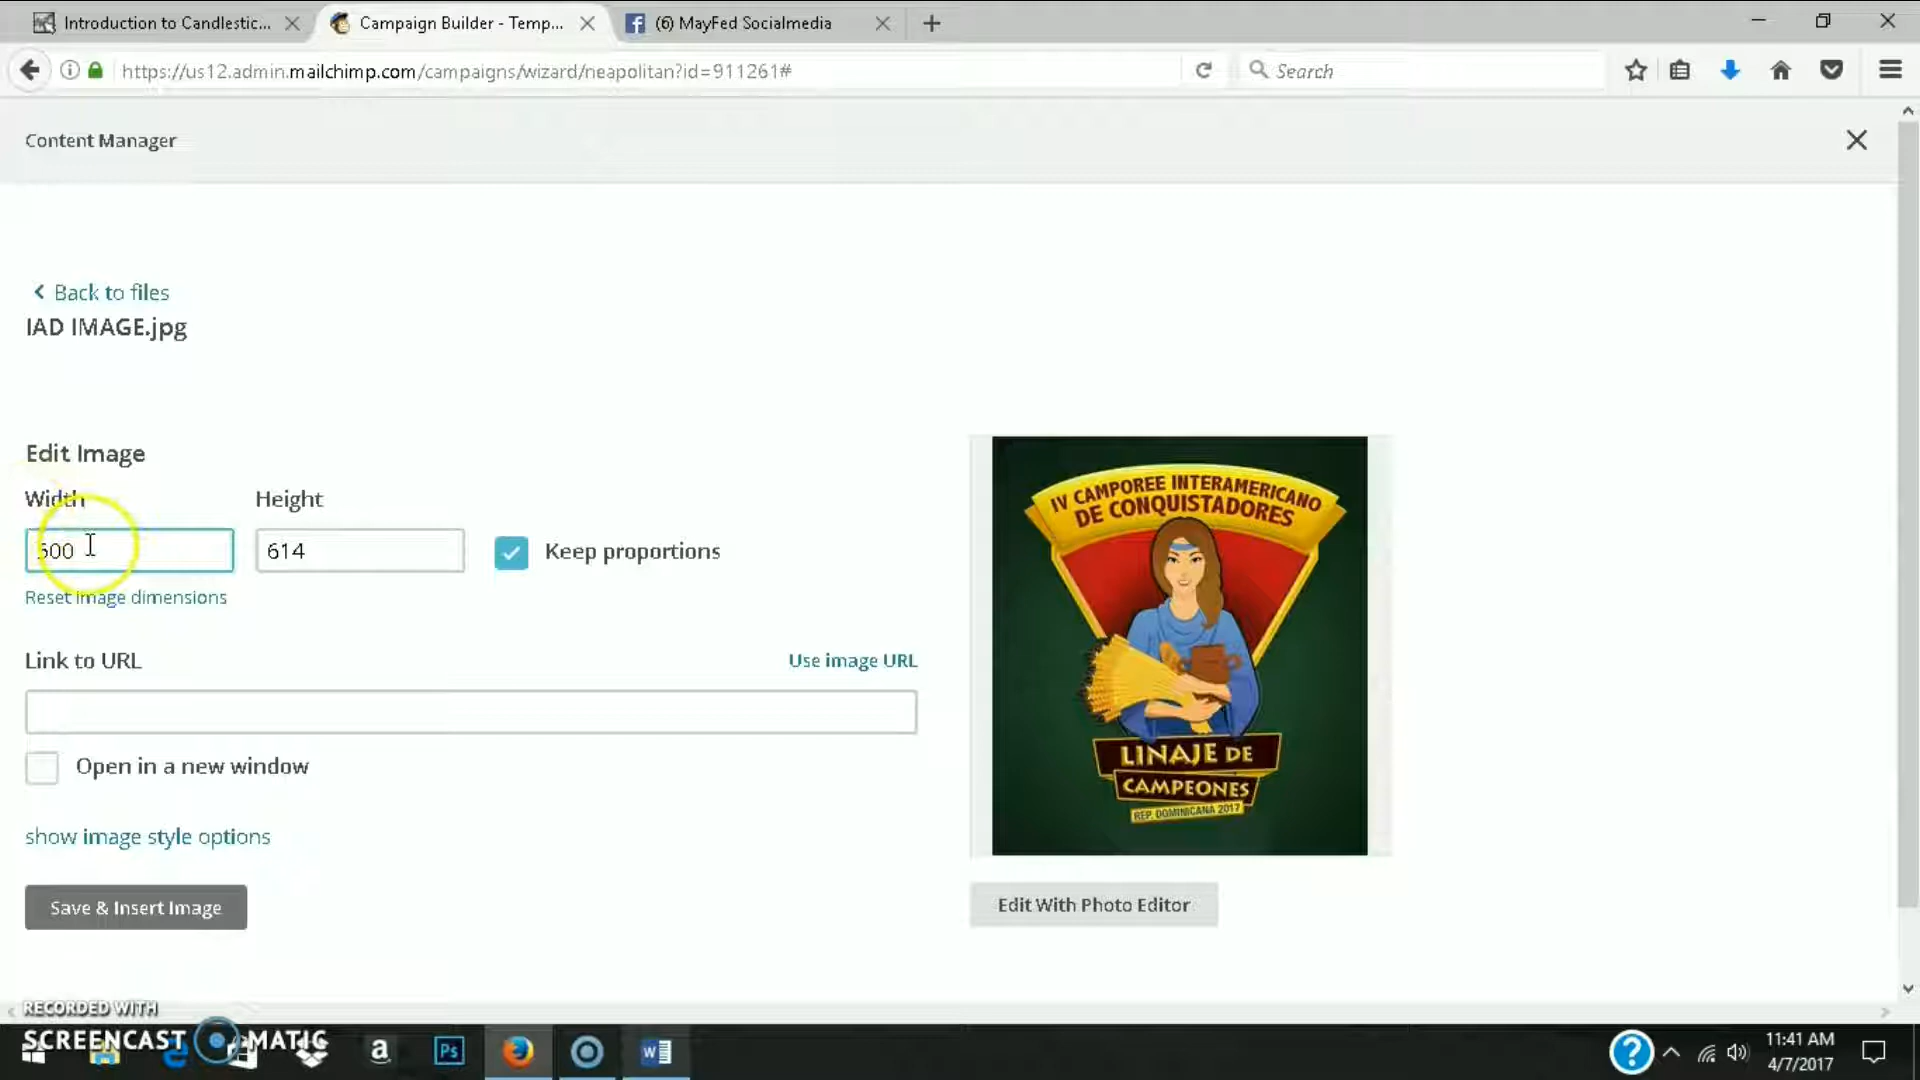 Introduction to Candlestic...
Campaign Builder - Temp...
(6) MayFed Socialmedia
https://us12.admin.mailchimp.com/campaigns/wizard/neapolitan?id=911261#
Search
Content Manager
Back to files
IAD IMAGE.jpg
Edit Image
Width
Height
500
614
Keep proportions
Reset image dimensions
Link to URL
Use image URL
Open in a new window
show image style options
Save & Insert Image
IV CAMPOREE INTERAMERICANO
DE CONQUISTADORES
LINAJE DE
CAMPEONES
REP. DOMINICANA 2017
Edit With Photo Editor
RECORDED WITH
SCREENCAST MATIC
11:41 AM
4/7/2017